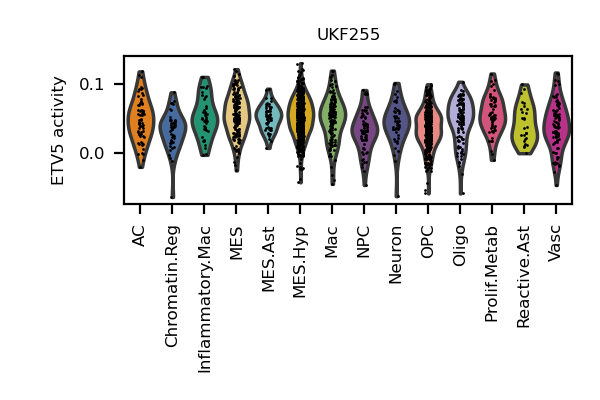 UKF255
ETV5 activity
0.1
0.0
AC
Chromatin.Reg
Inflammatory.Mac
MES
MES.Ast
MES.Hyp
Mac
NPC
Neuron
OPC
Oligo
Prolif.Metab
Reactive.Ast
Vasc